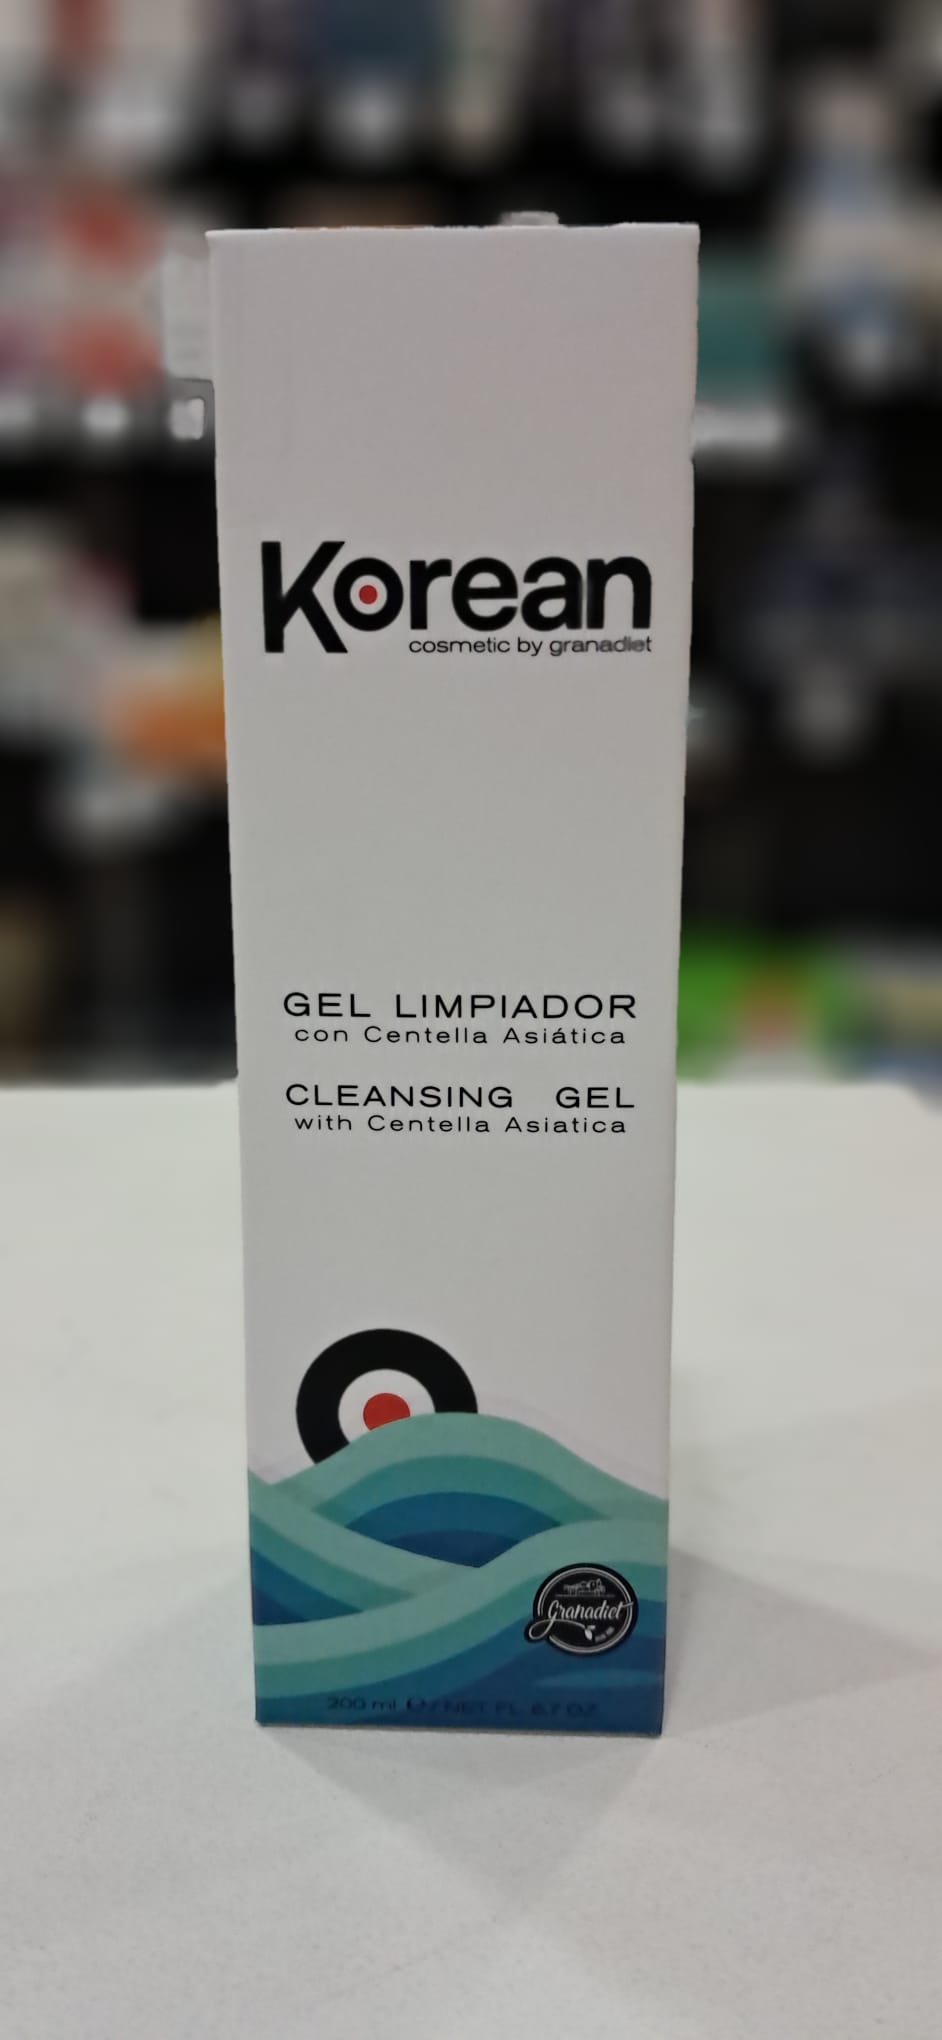 Korean
cosmetic by granadiet
GEL LIMPIADOR
con Centella Asiática
CLEANSING GEL
with Centella Asiatica
Granadiet
200 ml ℮ / NET FL. 6.7 OZ.